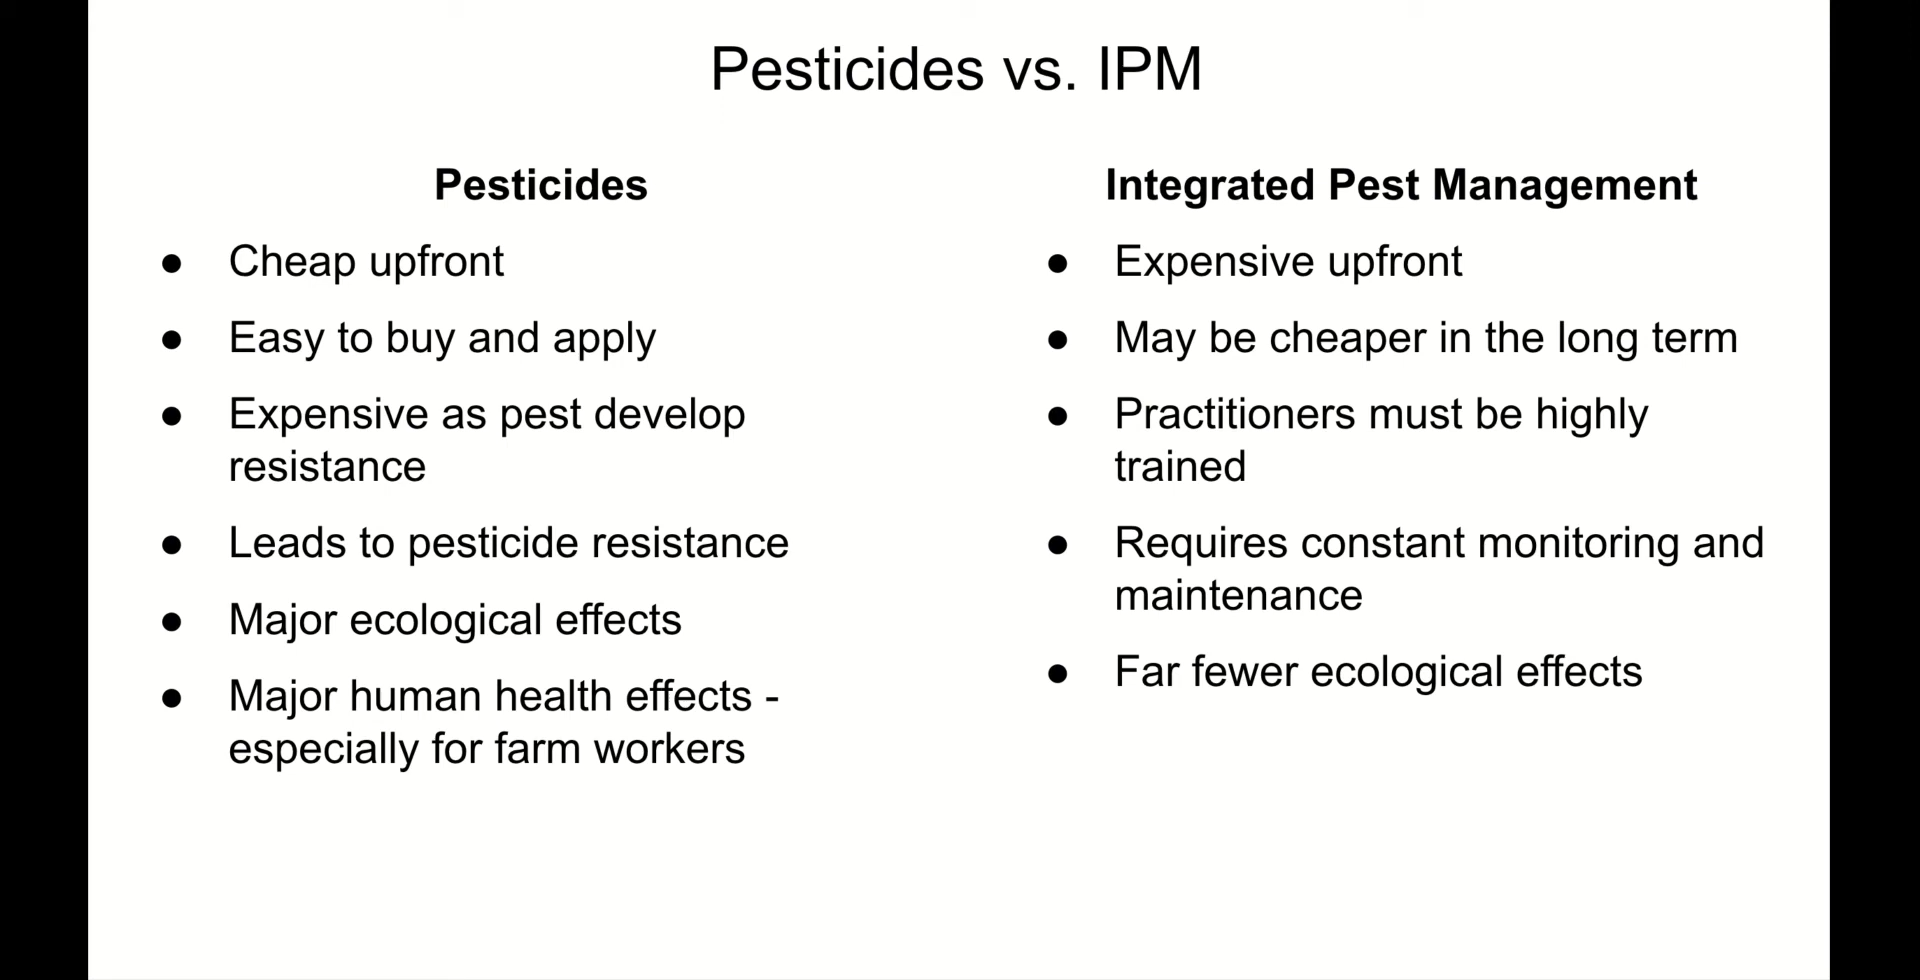 Pesticides vs. IPM
Pesticides
● Cheap upfront
● Easy to buy and apply
● Expensive as pest develop
resistance
● Leads to pesticide resistance
● Major ecological effects
● Major human health effects -
especially for farm workers
Integrated Pest Management
● Expensive upfront
● May be cheaper in the long term
● Practitioners must be highly
trained
● Requires constant monitoring and
maintenance
● Far fewer ecological effects